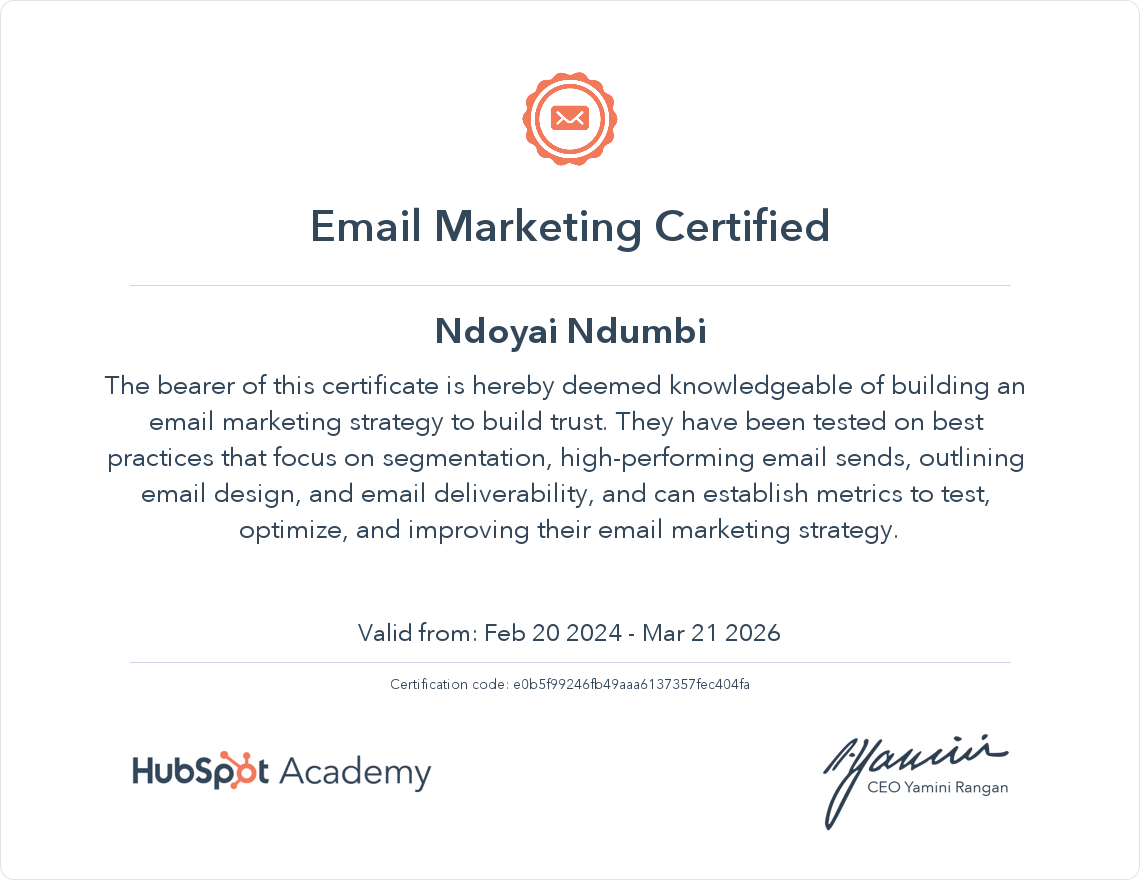 Email Marketing Certified
Ndoyai Ndumbi
The bearer of this certificate is hereby deemed knowledgeable of building an
email marketing strategy to build trust. They have been tested on best
practices that focus on segmentation, high-performing email sends, outlining
email design, and email deliverability, and can establish metrics to test,
optimize, and improving their email marketing strategy.
Valid from: Feb 20 2024 - Mar 21 2026
Certification code: e0b5f99246fb49aaa6137357fec404fa
HubSpot Academy
Yamini
CEO Yamini Rangan